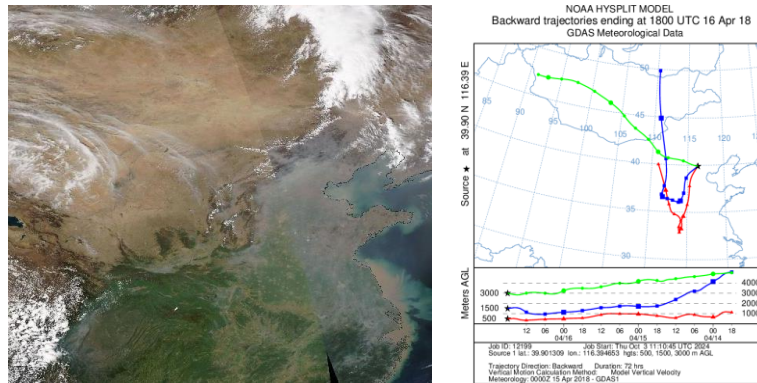 NOAA HYSPLIT MODEL
Backward trajectories ending at 1800 UTC 16 Apr 18
GDAS Meteorological Data
Source ★ at 39.90 N 116.39 E
85 90 95 100 105 110 115 120
40
35
30
Meters AGL
3000
1500
500
4000
3000
2000
1000
12 06 00 18 12 06 00 18 12 06 00 18
04/16 04/15 04/14
Job ID: 12199 Job Start: Thu Oct 3 11:10:45 UTC 2024
Source 1 lat.: 39.901309 lon.: 116.394653 hgts: 500, 1500, 3000 m AGL
Trajectory Direction: Backward Duration: 72 hrs
Vertical Motion Calculation Method: Model Vertical Velocity
Meteorology: 0000Z 15 Apr 2018 - GDAS1